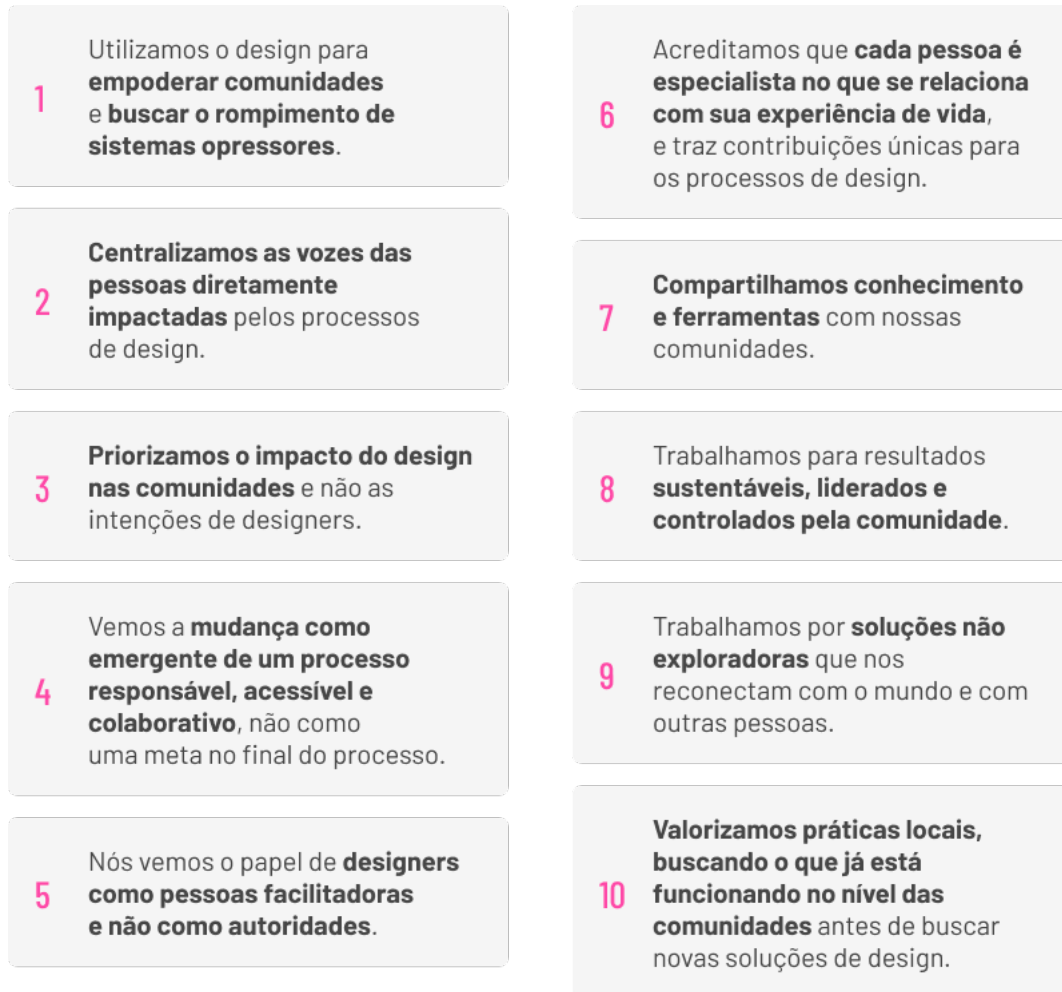 1
Utilizamos o design para
empoderar comunidades
e buscar o rompimento de
sistemas opressores.
2
Centralizamos as vozes das
pessoas diretamente
impactadas pelos processos
de design.
3
Priorizamos o impacto do design
nas comunidades e não as
intenções de designers.
4
Vemos a mudança como
emergente de um processo
responsável, acessível e
colaborativo, não como
uma meta no final do processo.
5
Nós vemos o papel de designers
como pessoas facilitadoras
e não como autoridades.
6
Acreditamos que cada pessoa é
especialista no que se relaciona
com sua experiência de vida,
e traz contribuições únicas para
os processos de design.
7
Compartilhamos conhecimento
e ferramentas com nossas
comunidades.
8
Trabalhamos para resultados
sustentáveis, liderados e
controlados pela comunidade.
9
Trabalhamos por soluções não
exploradoras que nos
reconectam com o mundo e com
outras pessoas.
10
Valorizamos práticas locais,
buscando o que já está
funcionando no nível das
comunidades antes de buscar
novas soluções de design.